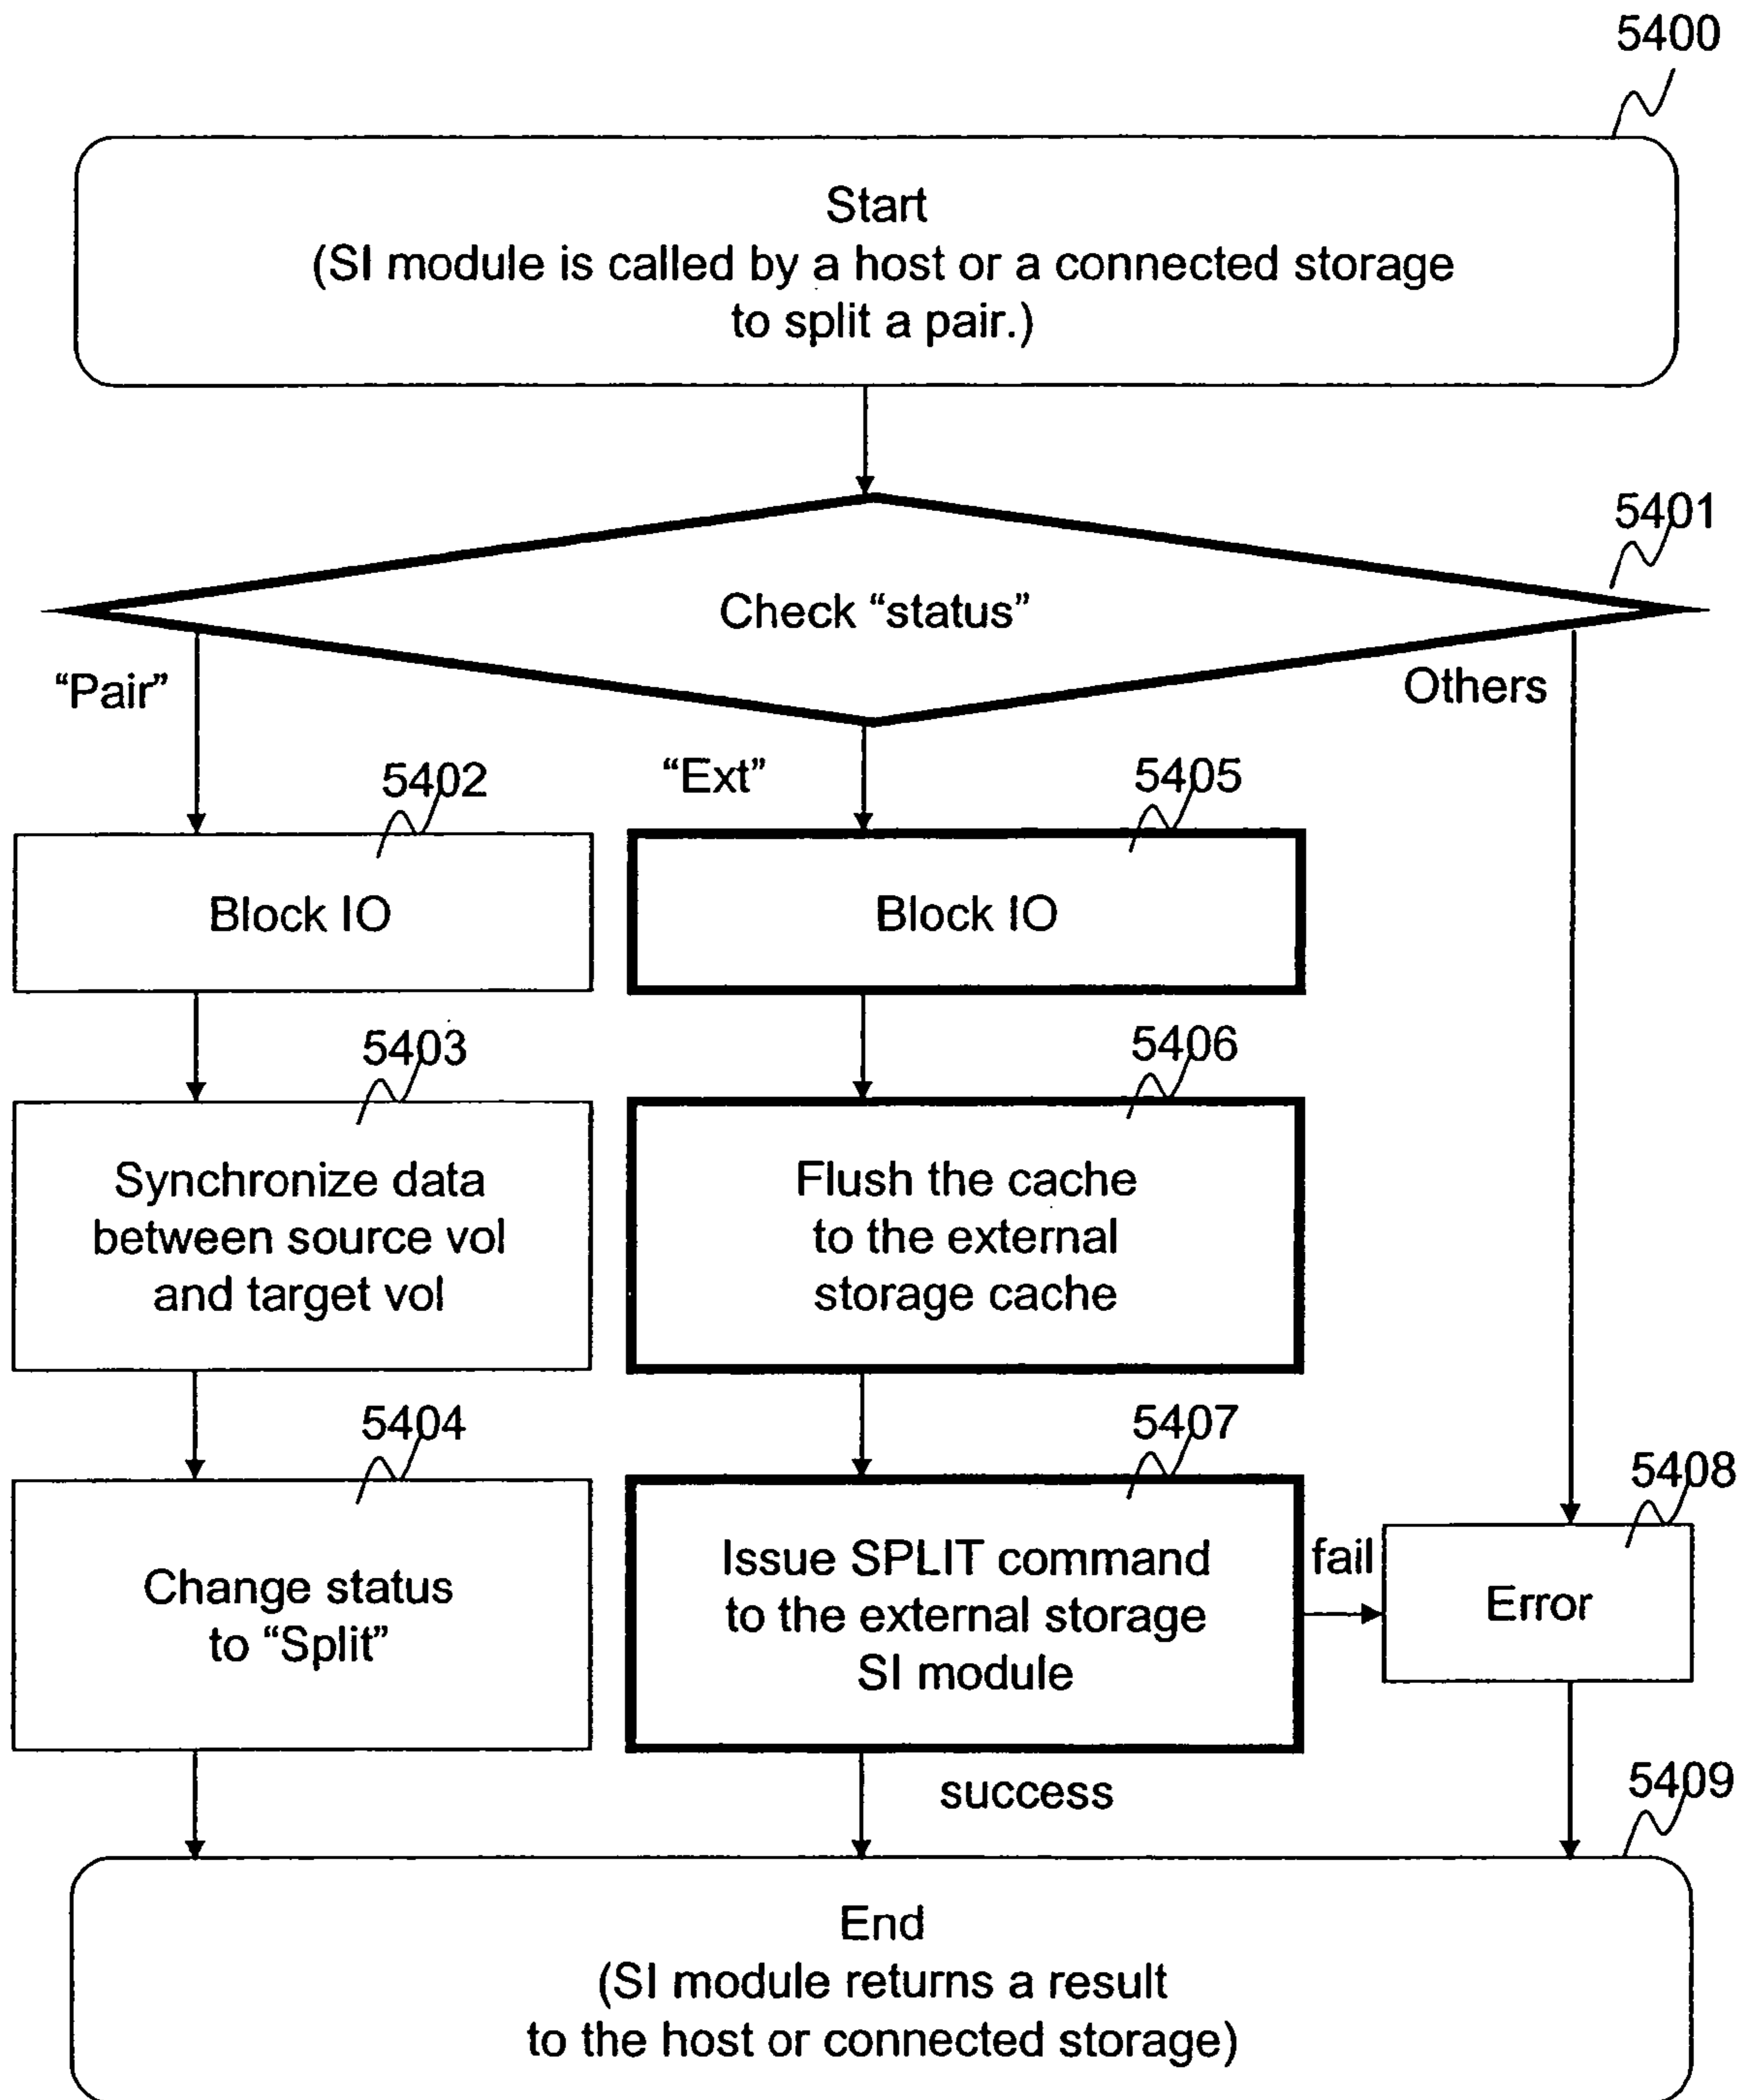 5400
Start
(SI module is called by a host or a connected storage
to split a pair.)
5401
Check “status”
“Pair”
“Ext”
Others
5402
Block IO
5405
Block IO
5403
Synchronize data
between source vol
and target vol
5406
Flush the cache
to the external
storage cache
5404
Change status
to “Split”
5407
Issue SPLIT command
to the external storage
SI module
fail
5408
Error
success
5409
End
(SI module returns a result
to the host or connected storage)